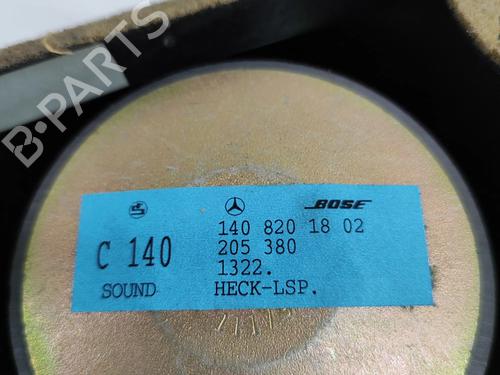 B-PARTS
BOSE
C 140
SOUND
140 820 18 02
205 380
1322.
HECK-LSP.